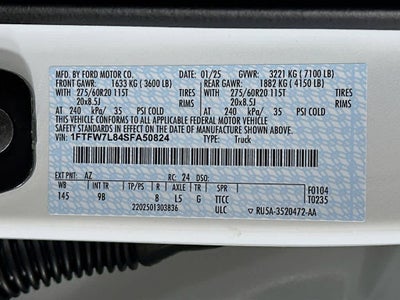 MFD. BY FORD MOTOR CO. 01/25 GVWR: 3221 KG (7100 LB)
FRONT GAWR: 1633 KG (3600 LB) REAR GAWR: 1882 KG (4150 LB)
WITH 275/60R20 115T TIRES WITH 275/60R20 115T TIRES
20x8.5J RIMS 20x8.5J RIMS
AT 240 kPa/ 35 PSI COLD AT 240 kPa/ 35 PSI COLD
THIS VEHICLE CONFORMS TO ALL APPLICABLE FEDERAL MOTOR VEHICLE
SAFETY STANDARDS IN EFFECT ON THE DATE OF MANUFACTURE SHOWN ABOVE.
VIN: 1FTFW7L84SFA50824 TYPE: Truck
EXT PNT: AZ RC: 24 DSO: F0104
WB INT TR R AXLE TR T0235
145 9B 8 L5 G TTCC
2202501303836 ULC RU5A-3520472-AA